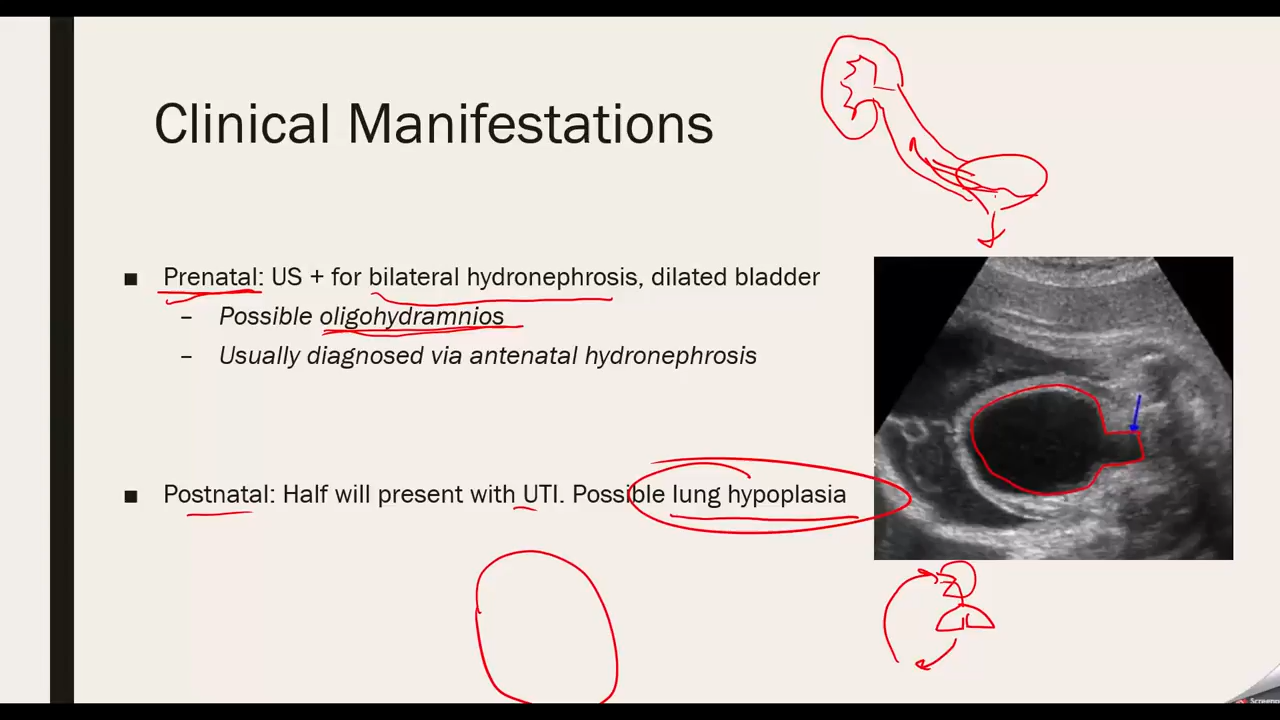 Clinical Manifestations
■ Prenatal: US + for bilateral hydronephrosis, dilated bladder
– Possible oligohydramnios
– Usually diagnosed via antenatal hydronephrosis
■ Postnatal: Half will present with UTI. Possible lung hypoplasia